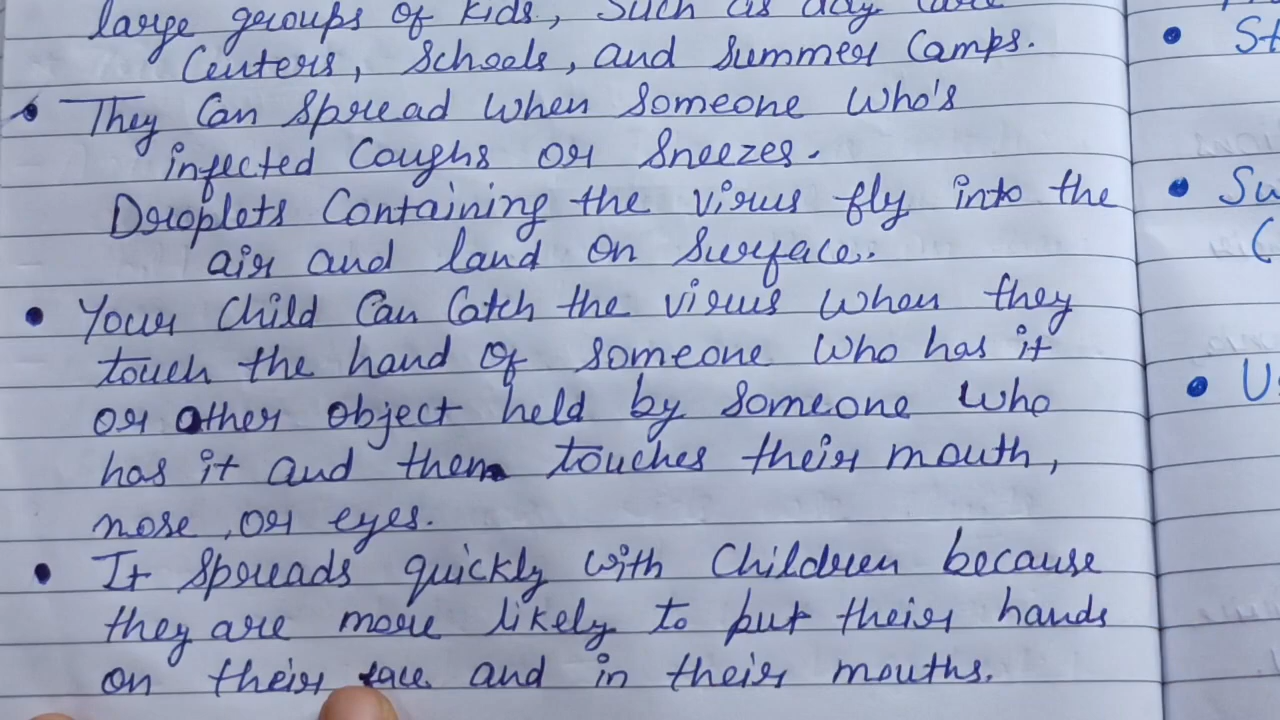 large groups of kids, such as day care
Centers, Schools, and Summer Camps.
• They Can Spread when Someone Who's
infected Coughs or Sneezes.
Droplets Containing the virus fly into the
air and land on Surface.
• Your Child Can Catch the virus when they
touch the hand of Someone Who has it
or other object held by Someone who
has it and then touches their mouth,
nose, or eyes.
• It Spreads quickly with Children because
they are more likely to put their hands
on their face and in their mouths.
• St
• Su
(
• U